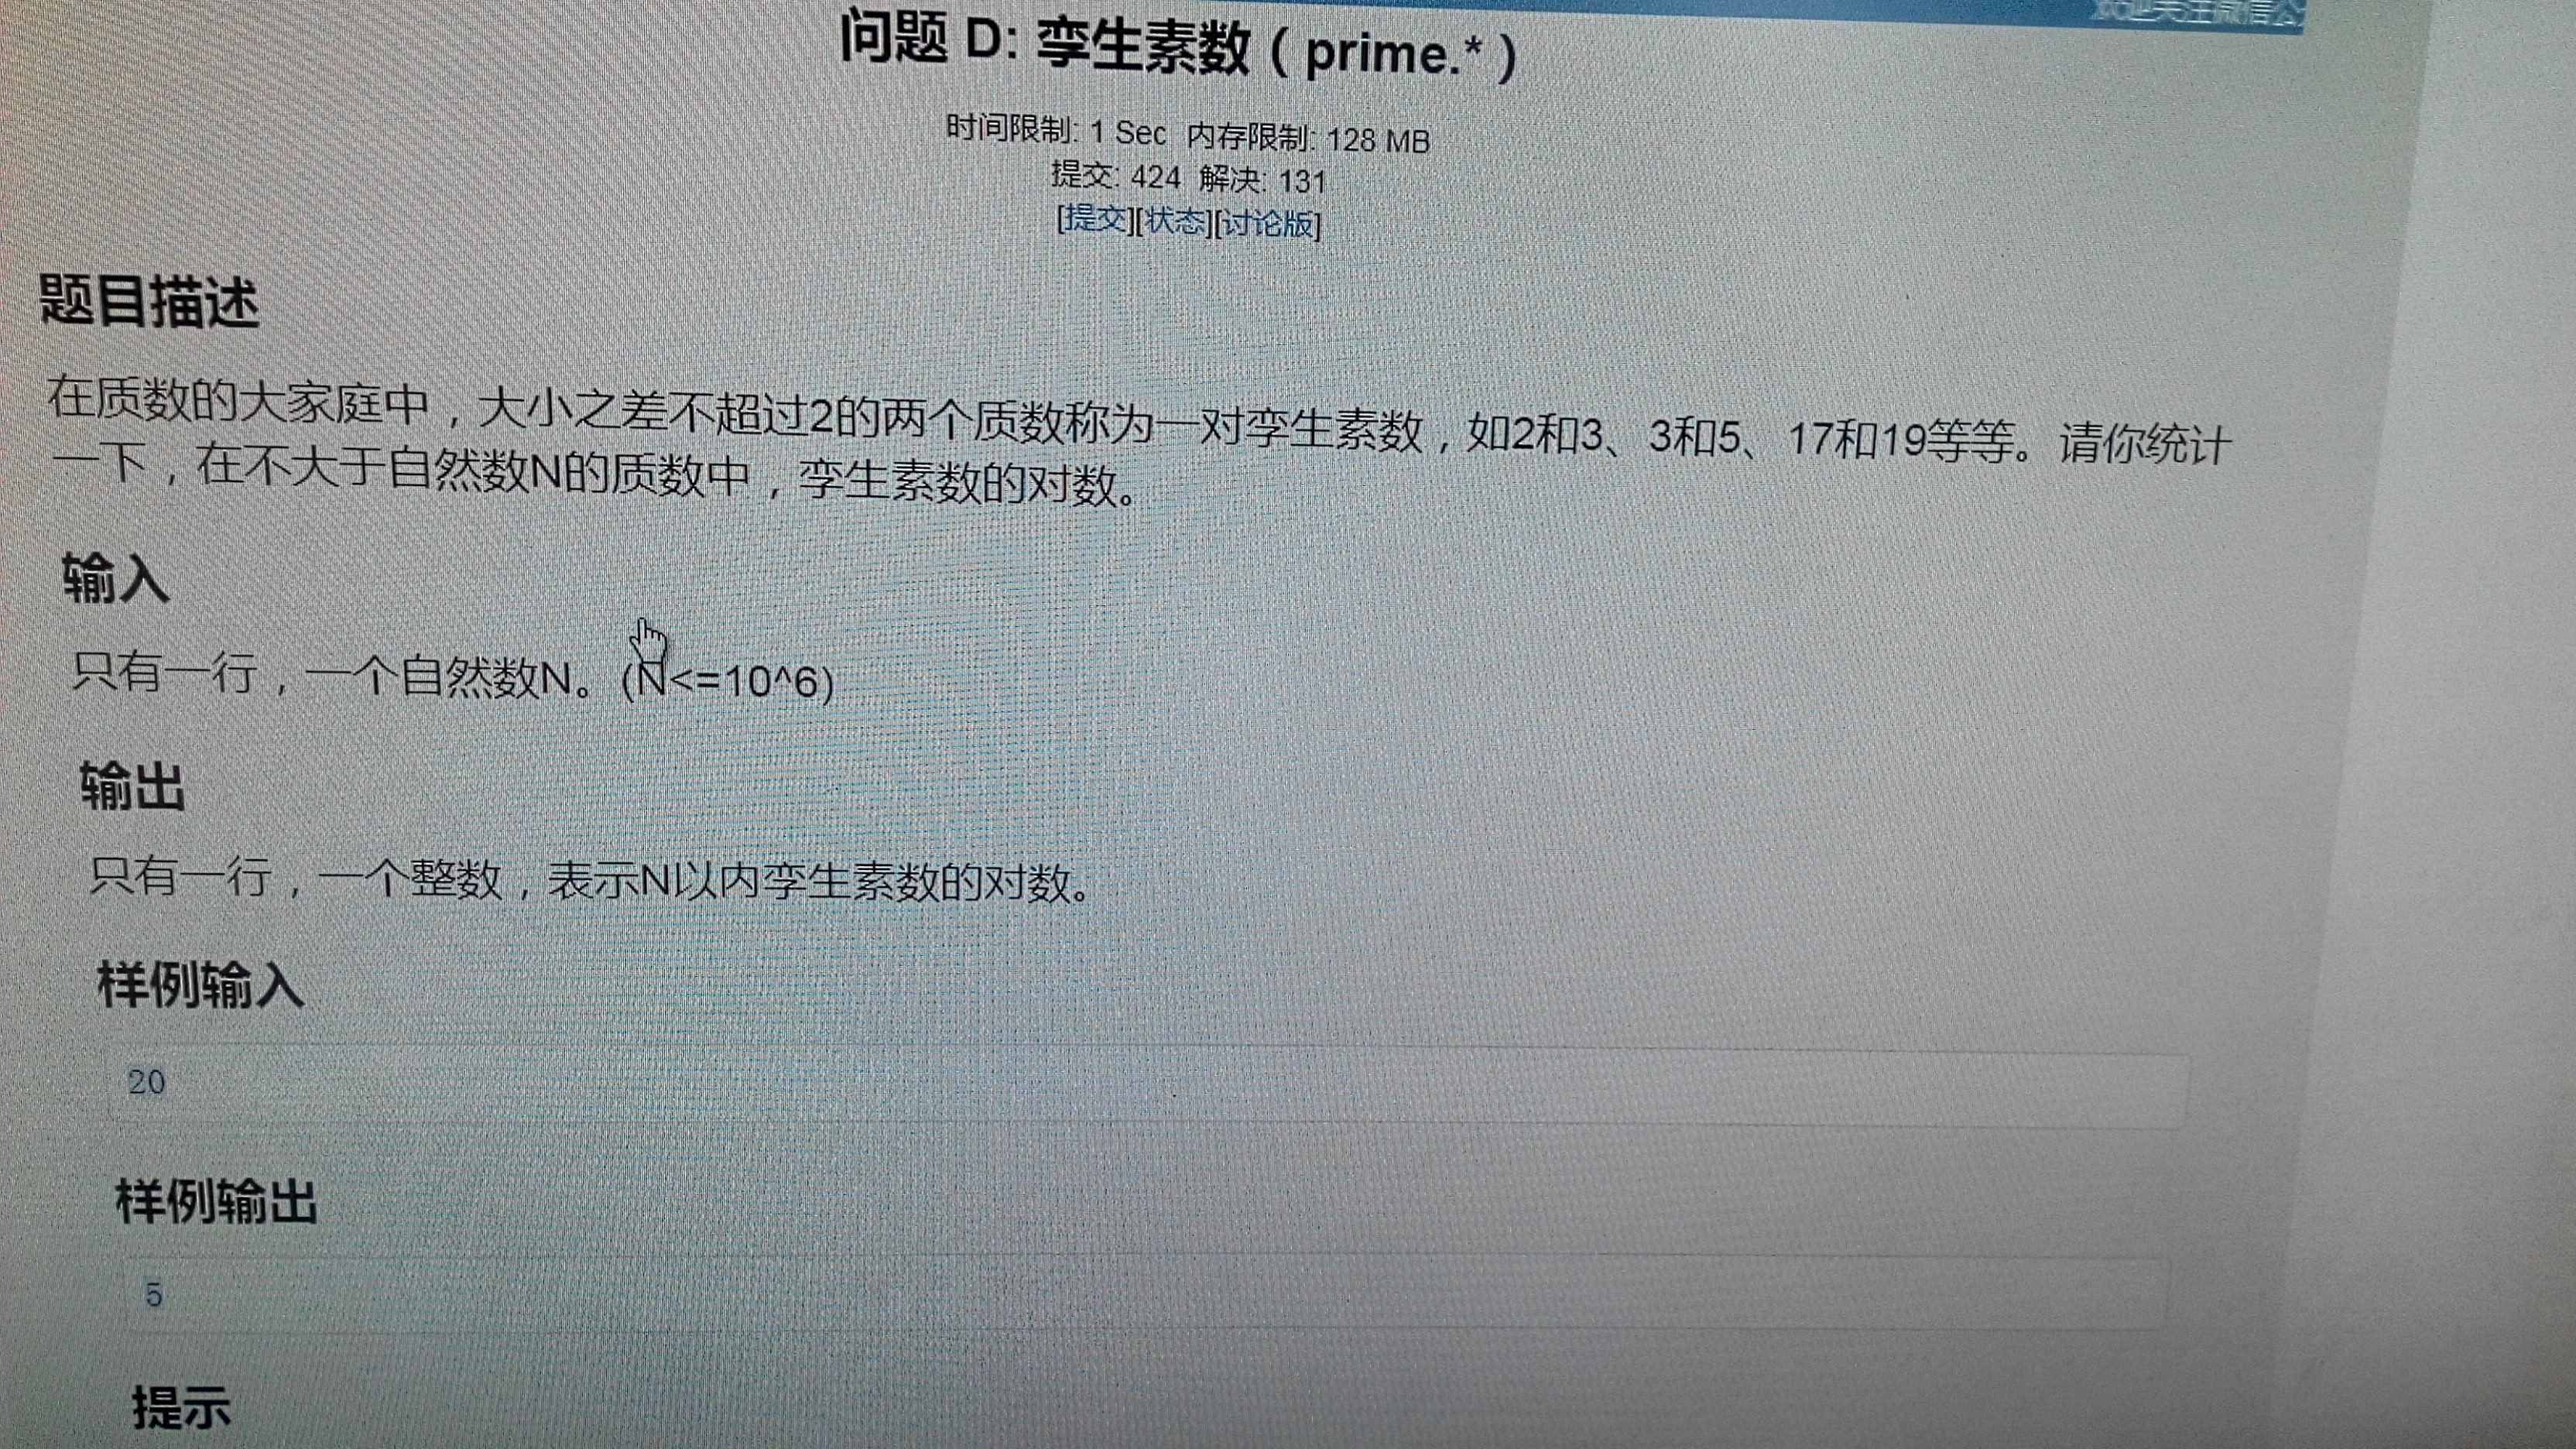 问题 D: 孪生素数（prime.*）
时间限制: 1 Sec 内存限制: 128 MB
提交: 424 解决: 131
[提交][状态][讨论版]
题目描述
在质数的大家庭中，大小之差不超过2的两个质数称为一对孪生素数，如2和3、3和5、17和19等等。请你统计
一下，在不大于自然数N的质数中，孪生素数的对数。
输入
只有一行，一个自然数N。(N<=10^6)
输出
只有一行，一个整数，表示N以内孪生素数的对数。
样例输入
20
样例输出
5
提示